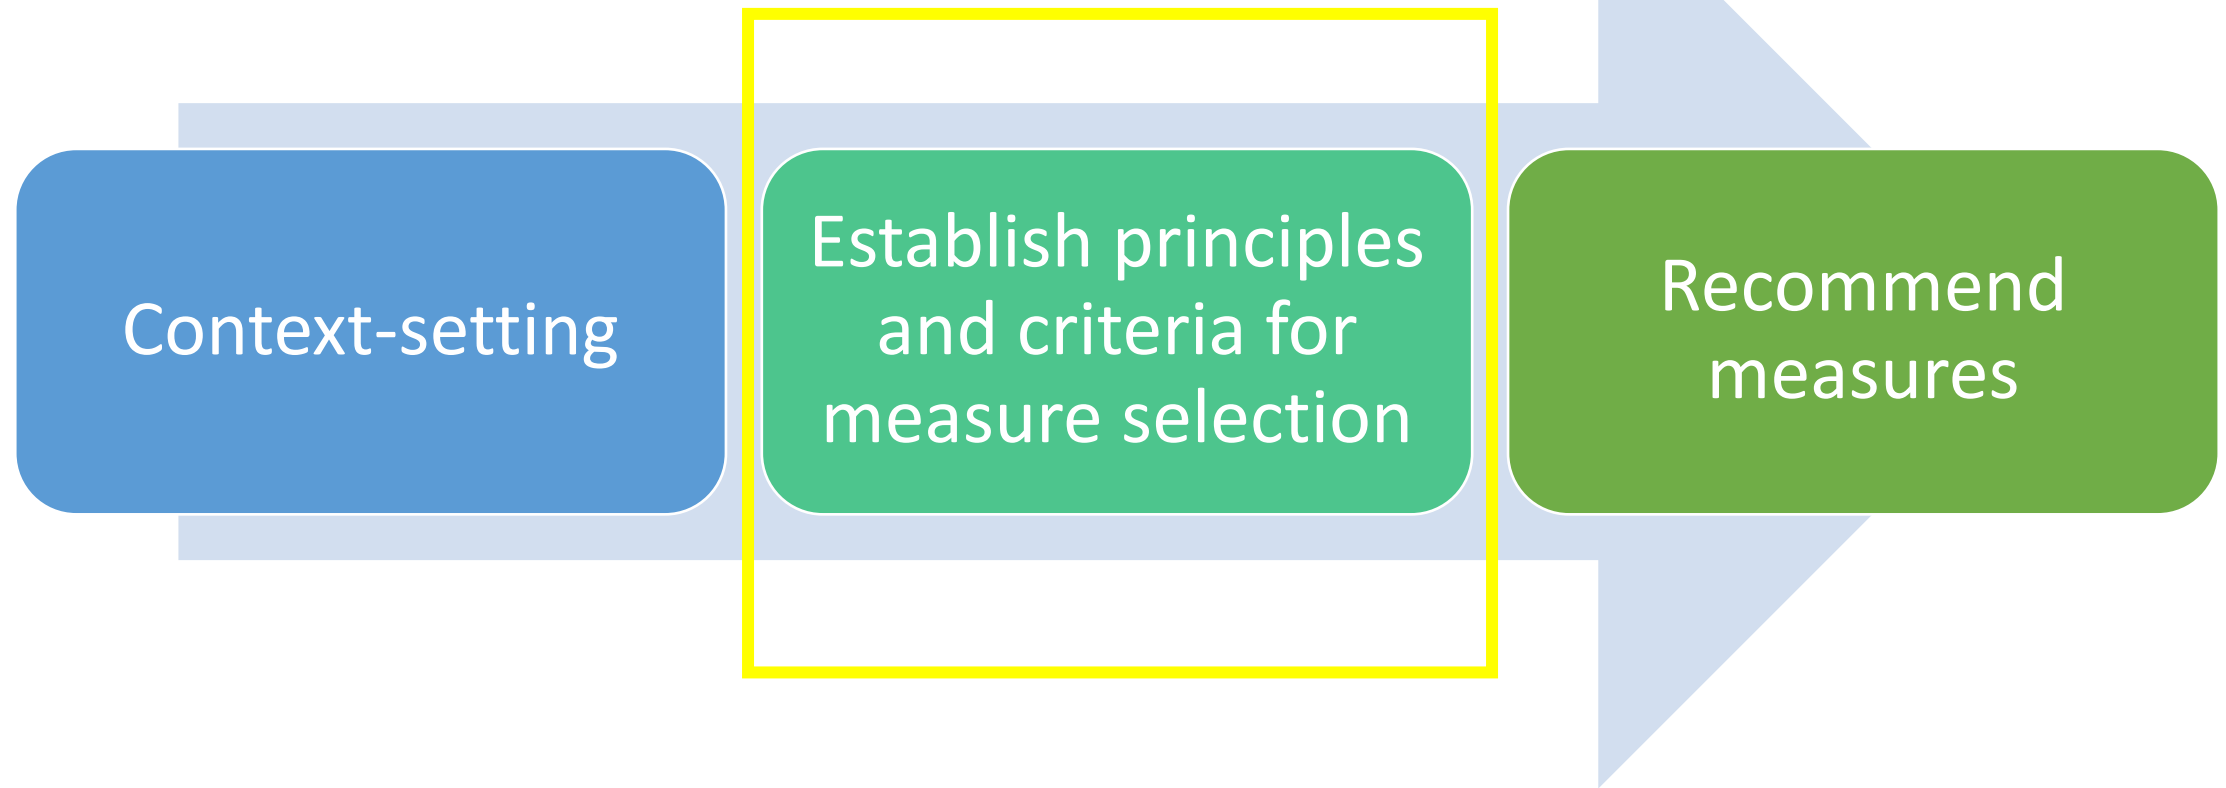 Context-setting
Establish principles
and criteria for
measure selection
Recommend
measures